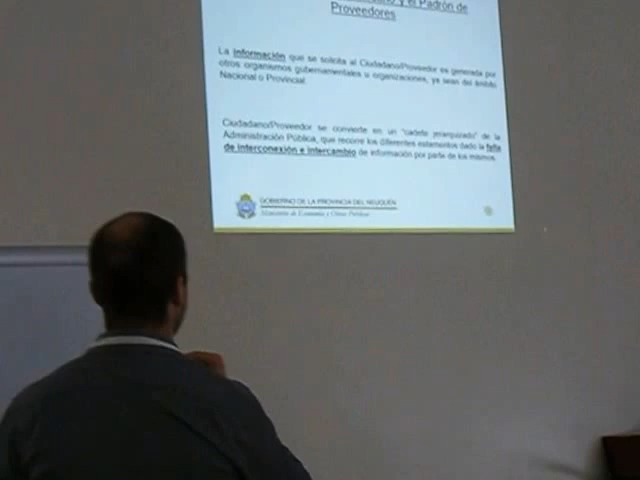 y el Padrón de
Proveedores
La información que se solicita al Ciudadano/Proveedor es generada por
otros organismos gubernamentales u organizaciones, ya sean del ámbito
Nacional o Provincial.
Ciudadano/Proveedor se convierte en un "cadete jerarquizado" de la
Administración Pública, que recorre los diferentes estamentos dado la falta
de interconexión e intercambio de información por parte de los mismos.
GOBIERNO DE LA PROVINCIA DEL NEUQUEN
Ministerio de Economía y Obras Públicas